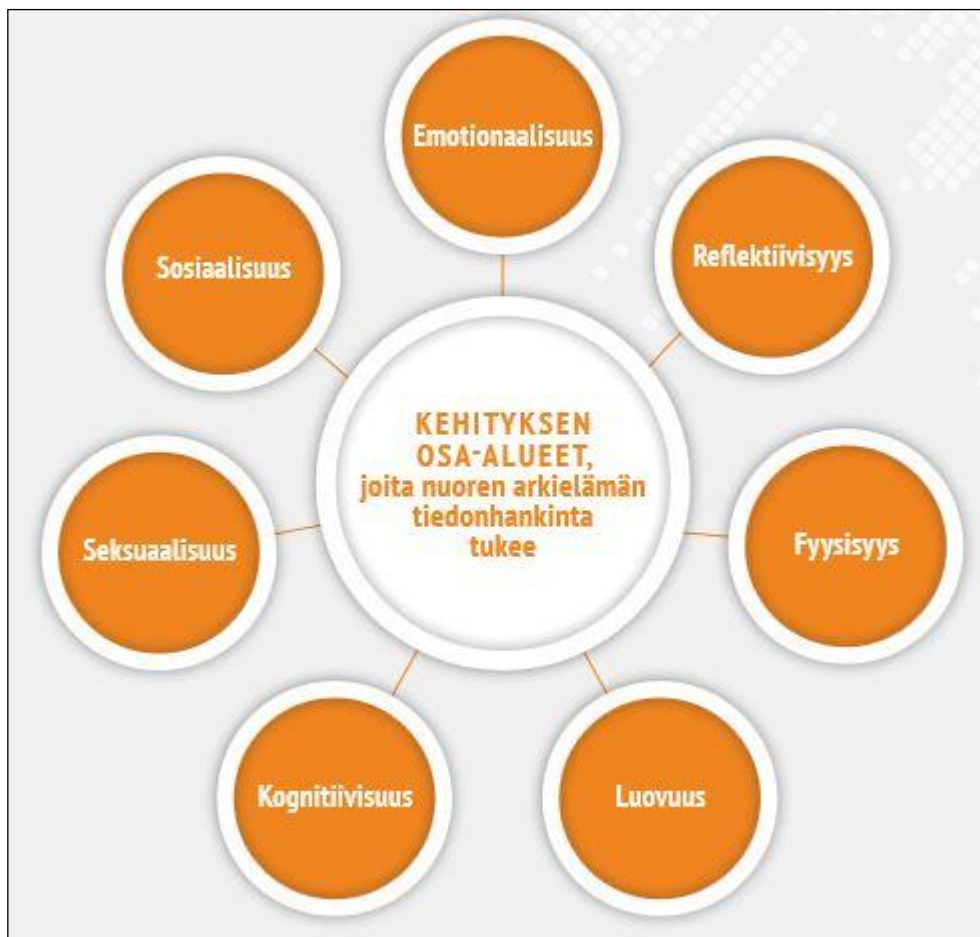 Emotionaalisuus
Reflektiivisyys
Sosiaalisuus
KEHITYKSEN
OSA-ALUEET,
joita nuoren arkielämän
tiedonhankinta
tukee
Seksuaalisuus
Fyysisyys
Kognitiivisuus
Luovuus